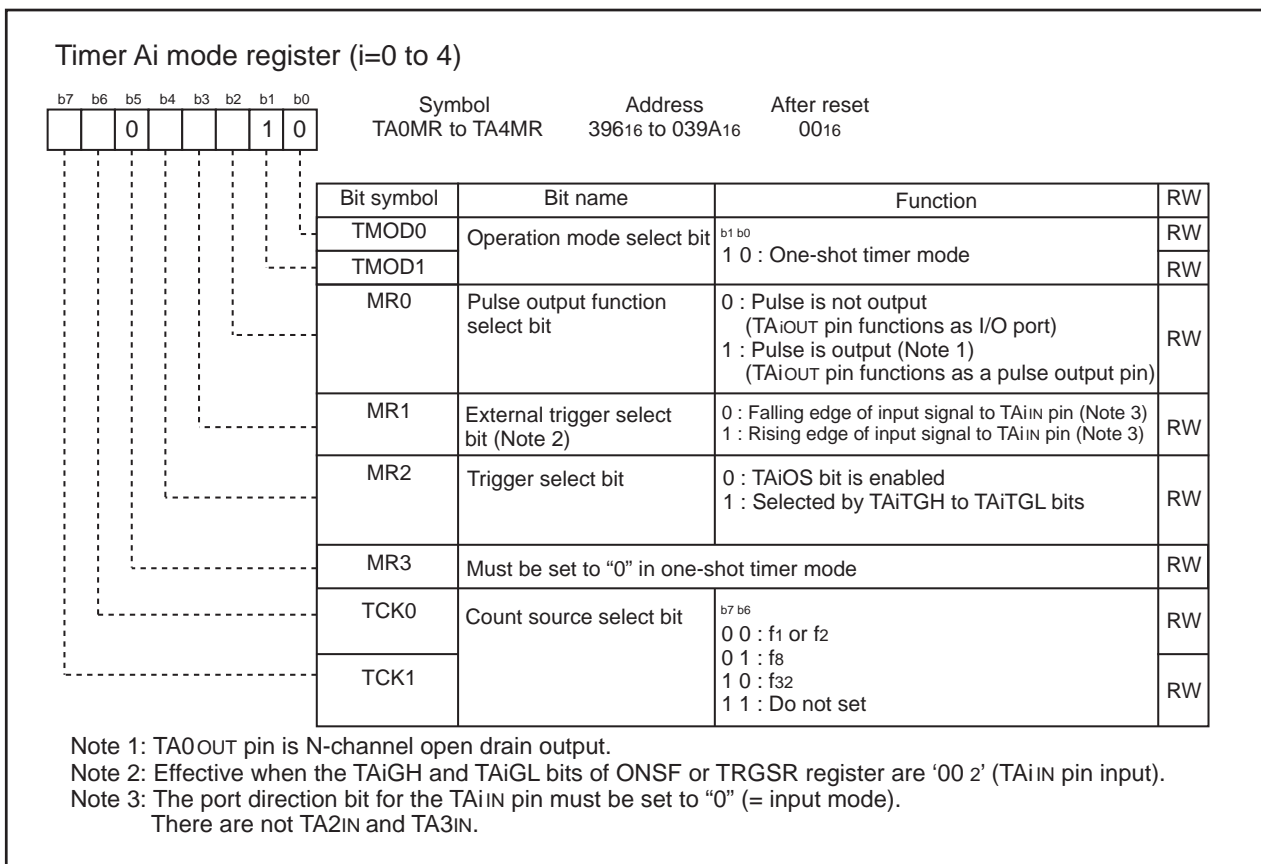 Timer Ai mode register (i=0 to 4)
b7 b6 b5 b4 b3 b2 b1 b0
0 1 0
Symbol Address After reset
TA0MR to TA4MR 39616 to 039A16 0016
Bit symbol Bit name Function RW
TMOD0 Operation mode select bit b1 b0 RW
1 0 : One-shot timer mode
TMOD1 RW
MR0 Pulse output function 0 : Pulse is not output
select bit (TAiOUT pin functions as I/O port)
RW
1 : Pulse is output (Note 1)
(TAiOUT pin functions as a pulse output pin)
MR1 External trigger select 0 : Falling edge of input signal to TAiIN pin (Note 3)
bit (Note 2) 1 : Rising edge of input signal to TAiIN pin (Note 3) RW
MR2 Trigger select bit 0 : TAiOS bit is enabled
1 : Selected by TAiTGH to TAiTGL bits RW
MR3 Must be set to “0” in one-shot timer mode RW
TCK0 Count source select bit b7 b6 RW
0 0 : f1 or f2
0 1 : f8
TCK1 1 0 : f32 RW
1 1 : Do not set
Note 1: TA0OUT pin is N-channel open drain output.
Note 2: Effective when the TAiGH and TAiGL bits of ONSF or TRGSR register are ‘00 2’ (TAiIN pin input).
Note 3: The port direction bit for the TAiIN pin must be set to “0” (= input mode).
There are not TA2IN and TA3IN.